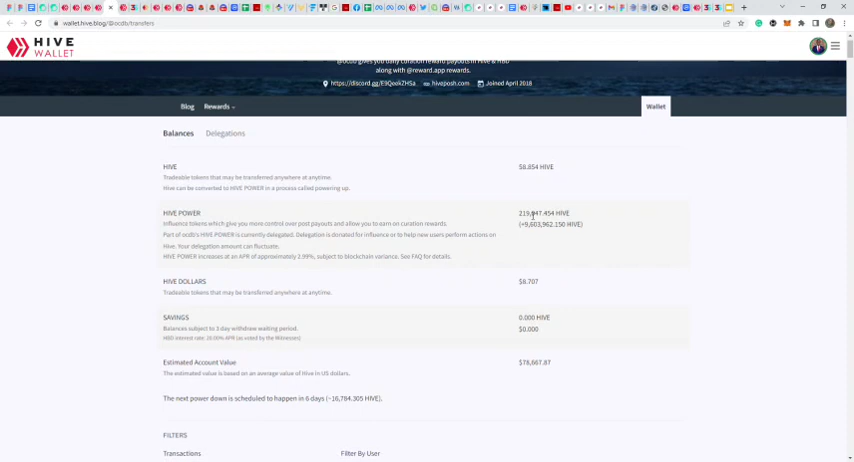 wallet.hive.blog/@ocdb/transfers
HIVE
WALLET
@ocdb gives you daily curation reward payouts in Hive & HBD
along with @reward.app rewards.
https://discord.gg/E9QeekZHSa hiveposh.com Joined April 2018
Blog Rewards Wallet
Balances Delegations
HIVE 58.854 HIVE
Tradeable tokens that may be transferred anywhere at anytime.
Hive can be converted to HIVE POWER in a process called powering up.
HIVE POWER HIVE
Influence tokens which give you more control over post payouts and allow you to earn on curation rewards. (+9,603,962.150 HIVE)
Part of ocdb's HIVE POWER is currently delegated. Delegation is donated for influence or to help new users perform actions on
Hive. Your delegation amount can fluctuate.
HIVE POWER increases at an APR of approximately 2.99%, subject to blockchain variance. See FAQ for details.
HIVE DOLLARS $8.707
Tradeable tokens that may be transferred anywhere at anytime.
SAVINGS 0.000 HIVE
Balances subject to 3 day withdraw waiting period. $0.000
HBD interest rate: 20.00% APR (as voted by the Witnesses)
Estimated Account Value $78,667.87
The estimated value is based on an average value of Hive in US dollars.
The next power down is scheduled to happen in 6 days (~16,784.305 HIVE).
FILTERS
Transactions Filter By User